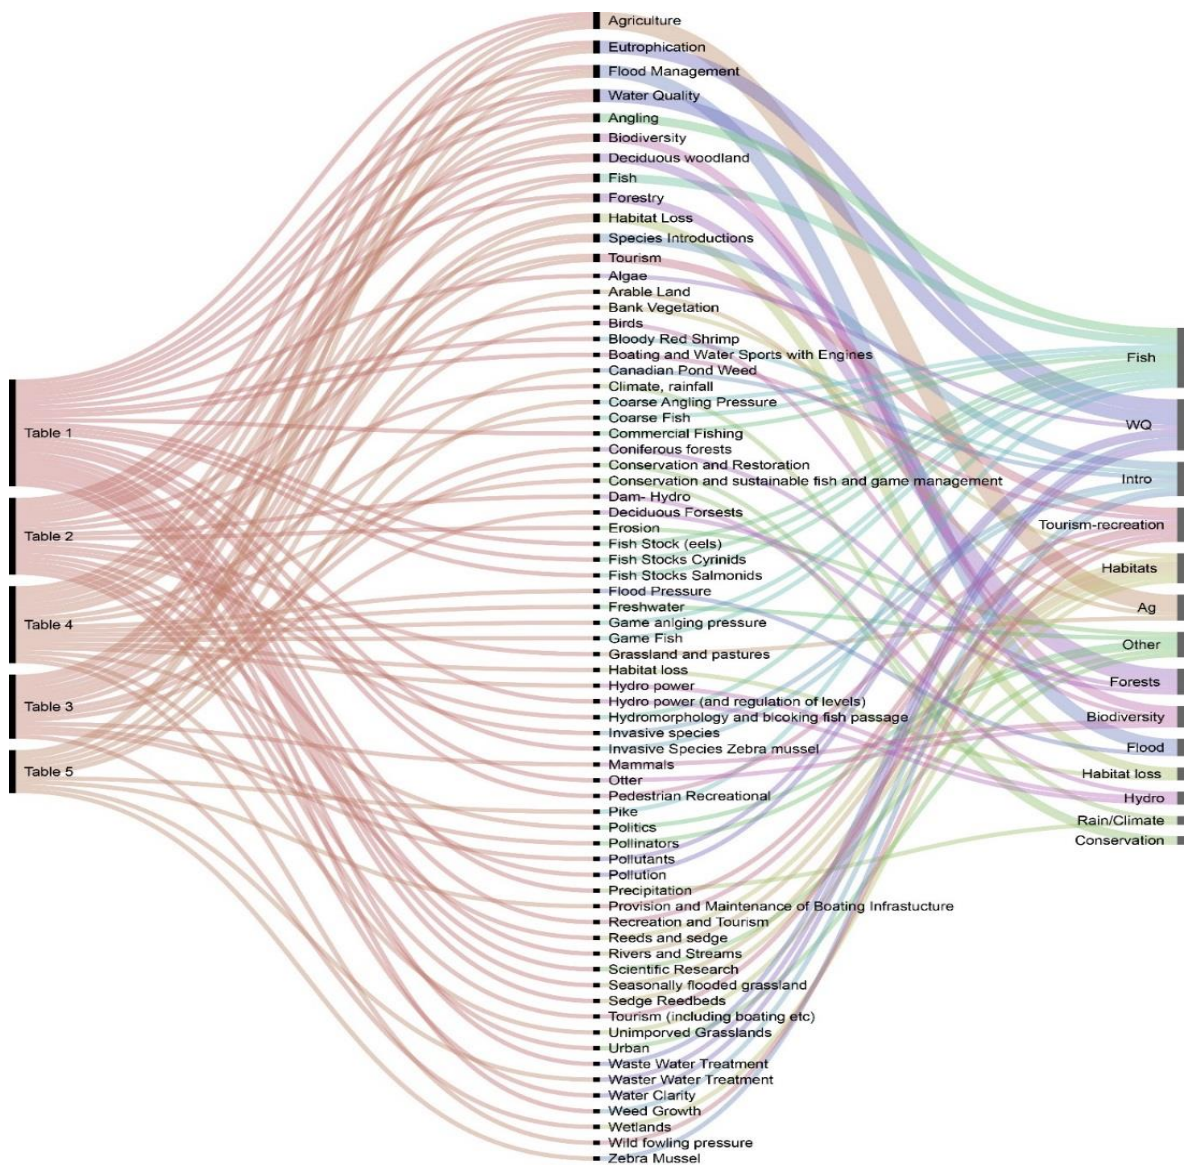 Table 1
Table 2
Table 4
Table 3
Table 5
Agriculture
Eutrophication
Flood Management
Water Quality
Angling
Biodiversity
Deciduous woodland
Fish
Forestry
Habitat Loss
Species Introductions
Tourism
Algae
Arable Land
Bank Vegetation
Birds
Bloody Red Shrimp
Boating and Water Sports with Engines
Canadian Pond Weed
Climate, rainfall
Coarse Angling Pressure
Coarse Fish
Commercial Fishing
Coniferous forests
Conservation and Restoration
Conservation and sustainable fish and game management
Dam- Hydro
Deciduous Forsests
Erosion
Fish Stock (eels)
Fish Stocks Cyrinids
Fish Stocks Salmonids
Flood Pressure
Freshwater
Game anlging pressure
Game Fish
Grassland and pastures
Habitat loss
Hydro power
Hydro power (and regulation of levels)
Hydromorphology and blcoking fish passage
Invasive species
Invasive Species Zebra mussel
Mammals
Otter
Pedestrian Recreational
Pike
Politics
Pollinators
Pollutants
Pollution
Precipitation
Provision and Maintenance of Boating Infrastucture
Recreation and Tourism
Reeds and sedge
Rivers and Streams
Scientific Research
Seasonally flooded grassland
Sedge Reedbeds
Tourism (including boating etc)
Unimporved Grasslands
Urban
Waste Water Treatment
Waster Water Treatment
Water Clarity
Weed Growth
Wetlands
Wild fowling pressure
Zebra Mussel
Fish
WQ
Intro
Tourism-recreation
Habitats
Ag
Other
Forests
Biodiversity
Flood
Habitat loss
Hydro
Rain/Climate
Conservation